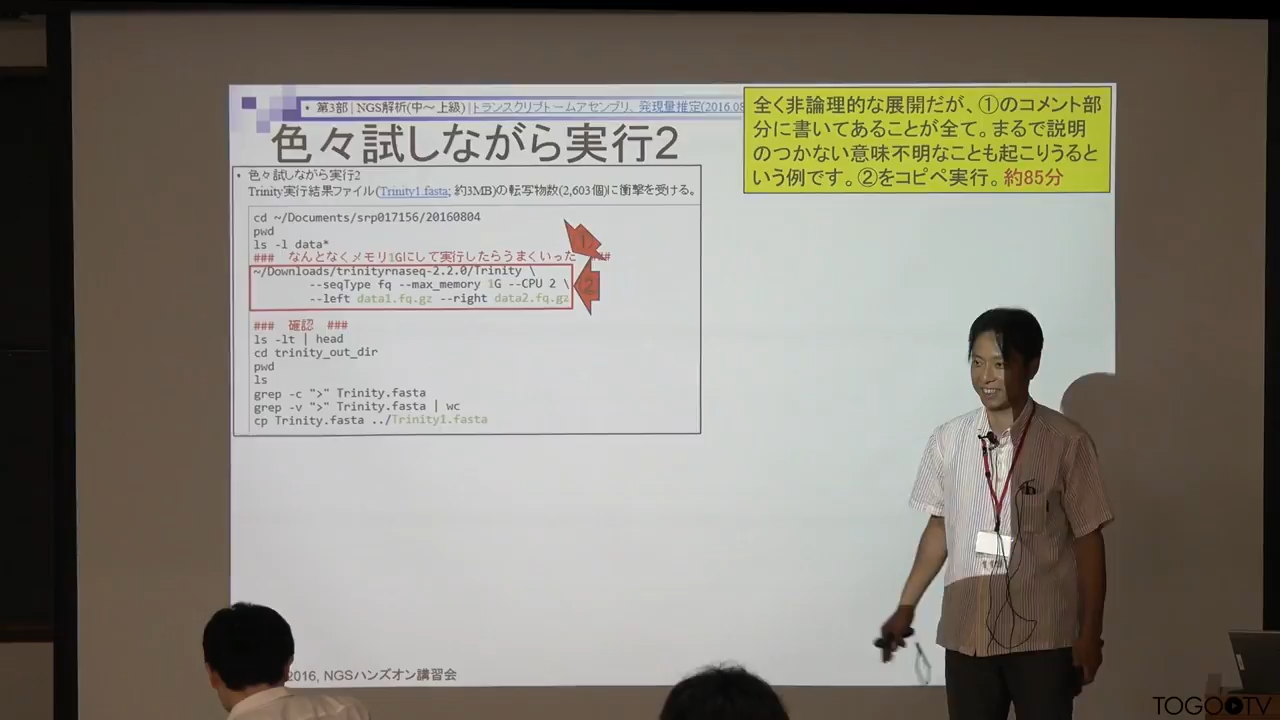 • 第3部 | NGS解析(中～上級) | トランスクリプトームアセンブリ、発現量推定(2016.08
色々試しながら実行2
全く非論理的な展開だが、①のコメント部
分に書いてあることが全て。まるで説明
のつかない意味不明なことも起こりうると
いう例です。②をコピペ実行。約85分
• 色々試しながら実行2
Trinity実行結果ファイル(Trinity1.fasta; 約3MB)の転写物数(2,603個)に衝撃を受ける。
cd ~/Documents/srp017156/20160804
pwd
ls -l data*
### なんとなくメモリ1Gにして実行したらうまくいった ###
①
~/Downloads/trinityrnaseq-2.2.0/Trinity \
--seqType fq --max_memory 1G --CPU 2 \
--left data1.fq.gz --right data2.fq.gz
②
### 確認 ###
ls -lt | head
cd trinity_out_dir
pwd
ls
grep -c ">" Trinity.fasta
grep -v ">" Trinity.fasta | wc
cp Trinity.fasta ../Trinity1.fasta
2016, NGSハンズオン講習会
TOGOTV